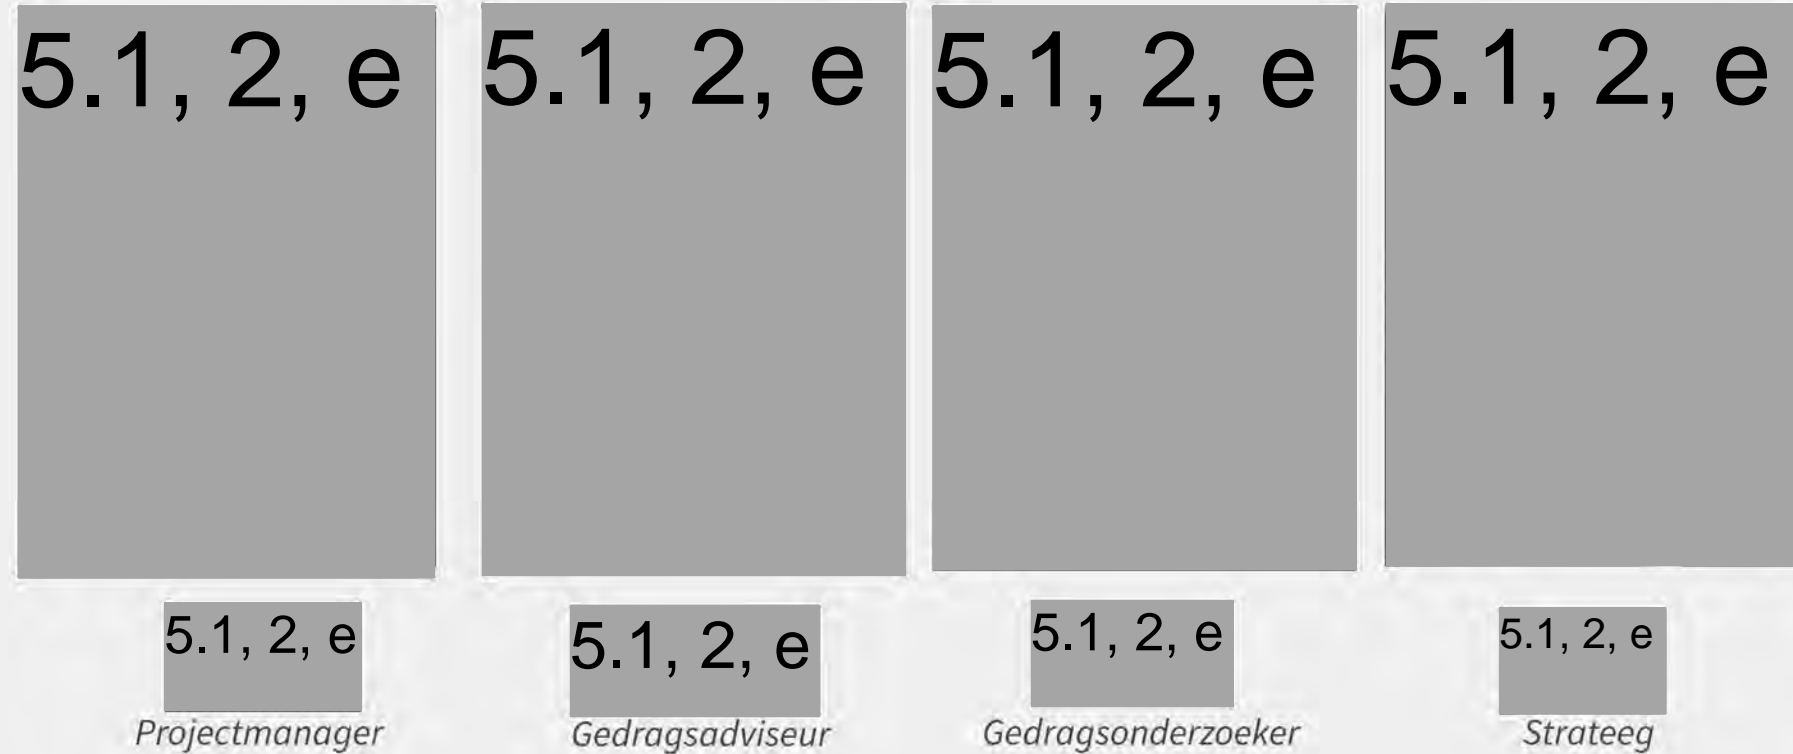 5.1, 2, e 5.1, 2, e 5.1, 2, e 5.1, 2, e
5.1, 2, e 5.1, 2, e 5.1, 2, e 5.1, 2, e
Projectmanager Gedragsadviseur Gedragsonderzoeker Strateeg